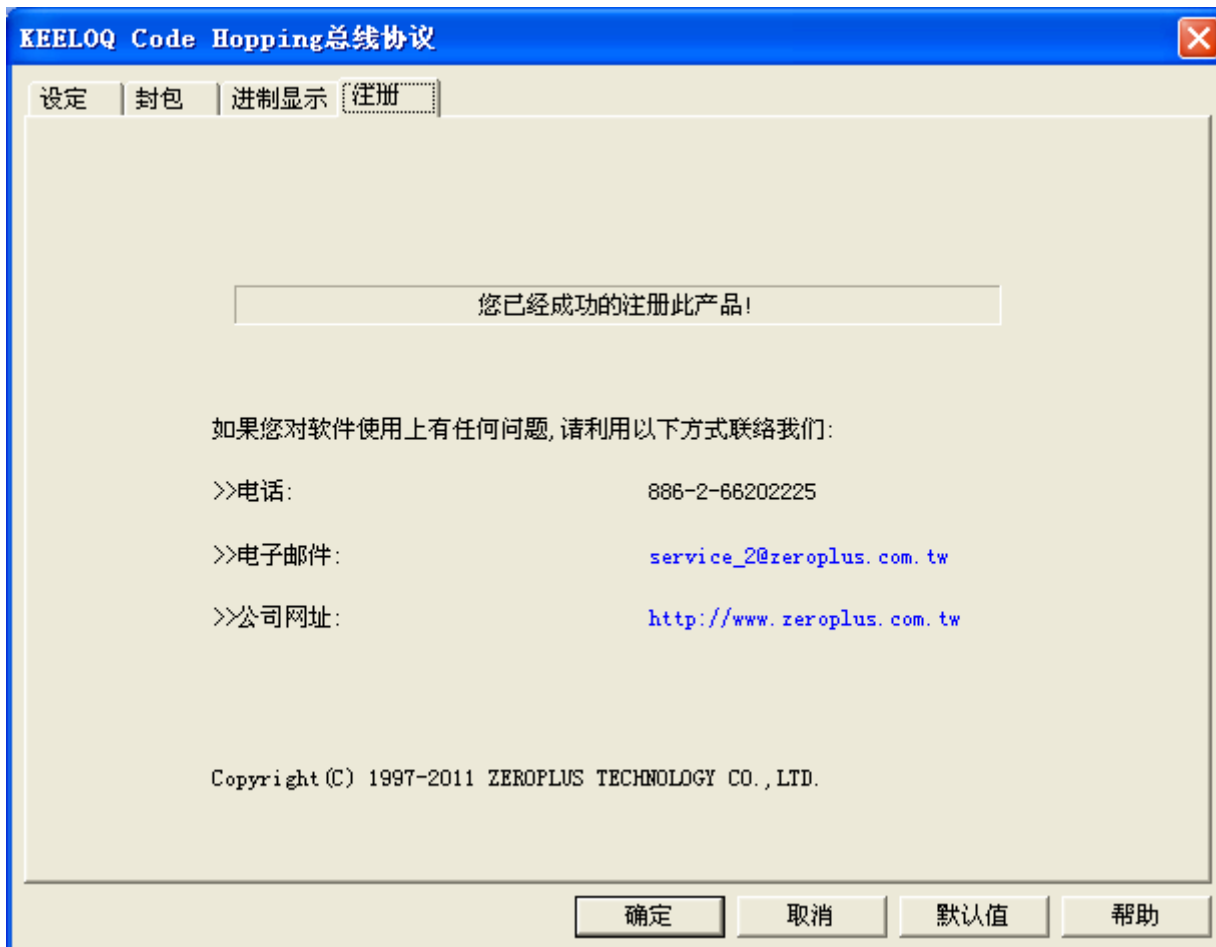 KEELOQ Code Hopping总线协议
设定 封包 进制显示 注册
您已经成功的注册此产品!
如果您对软件使用上有任何问题,请利用以下方式联络我们:
>>电话: 886-2-66202225
>>电子邮件: service_2@zeroplus.com.tw
>>公司网址: http://www.zeroplus.com.tw
Copyright(C) 1997-2011 ZEROPLUS TECHNOLOGY CO.,LTD.
确定 取消 默认值 帮助